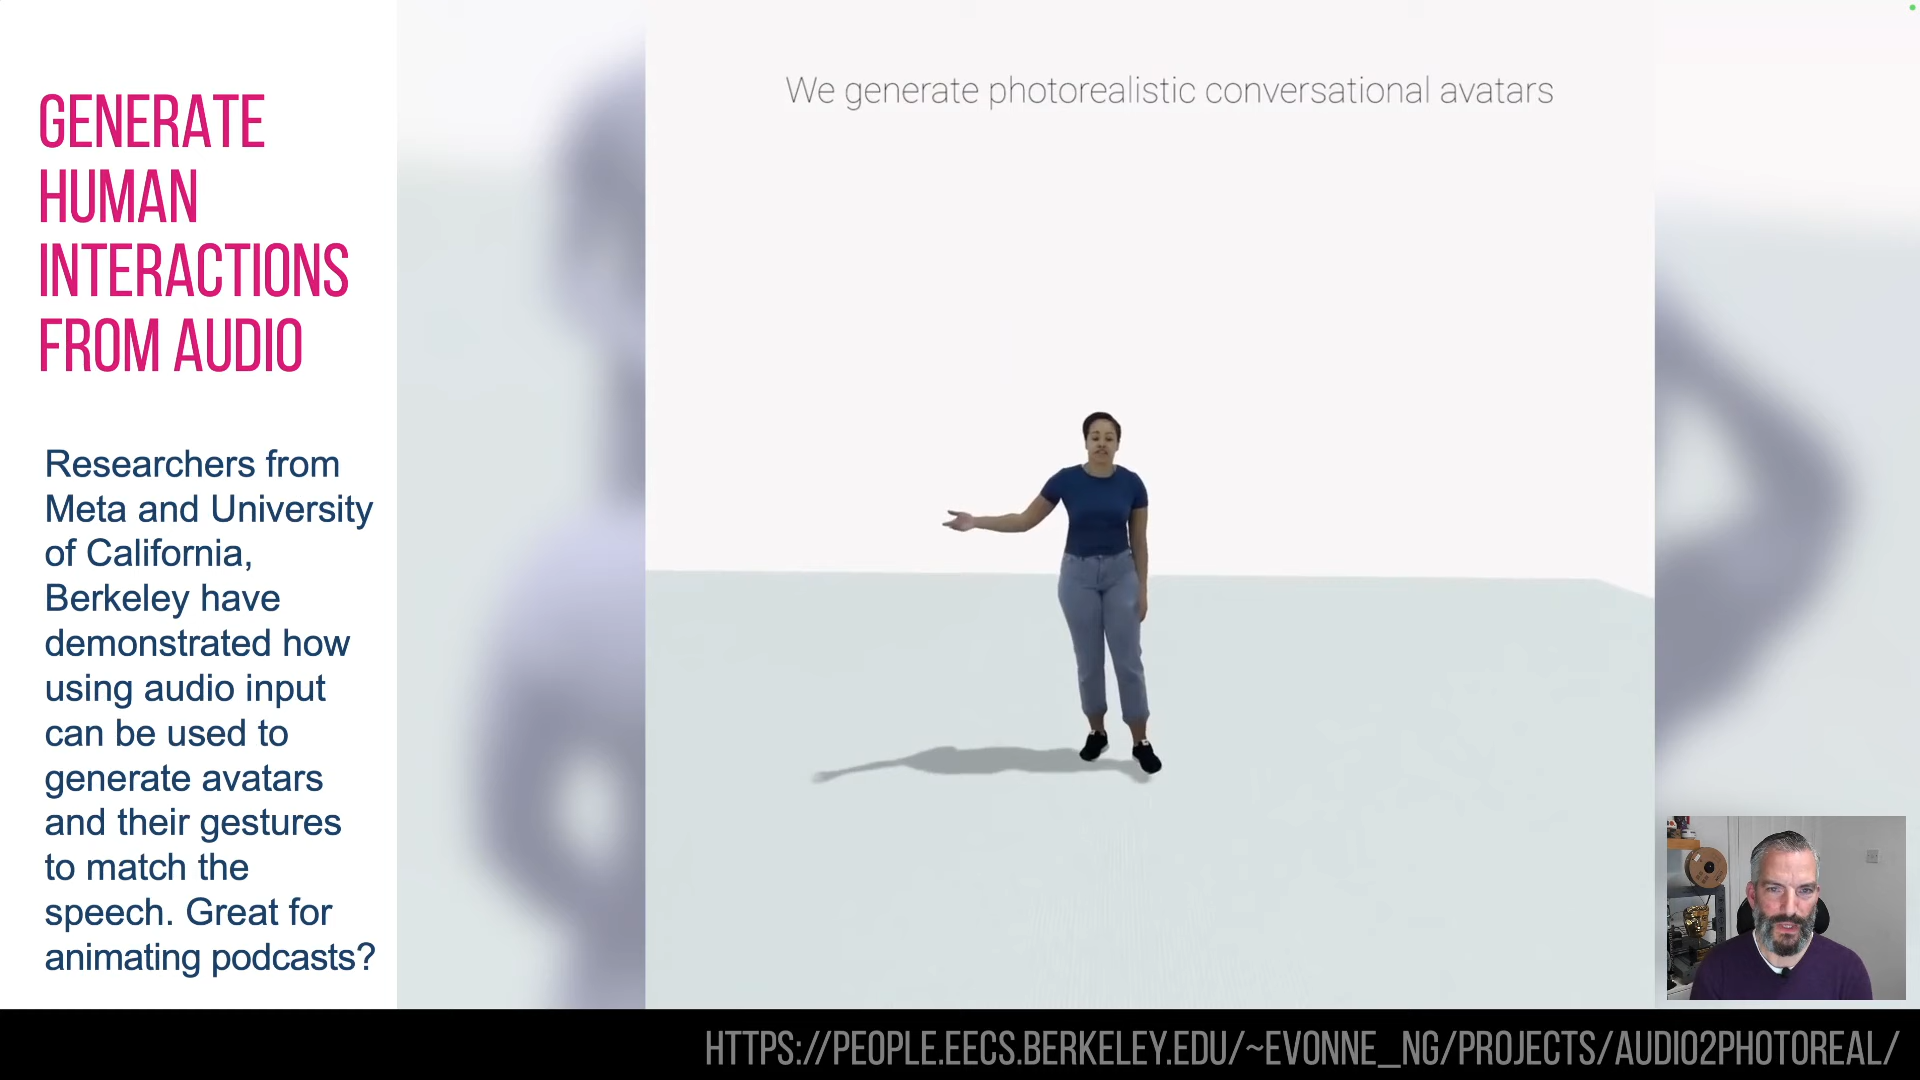 GENERATE
HUMAN
INTERACTIONS
FROM AUDIO
Researchers from
Meta and University
of California,
Berkeley have
demonstrated how
using audio input
can be used to
generate avatars
and their gestures
to match the
speech. Great for
animating podcasts?
We generate photorealistic conversational avatars
HTTPS://PEOPLE.EECS.BERKELEY.EDU/~EVONNE_NG/PROJECTS/AUDIO2PHOTOREAL/